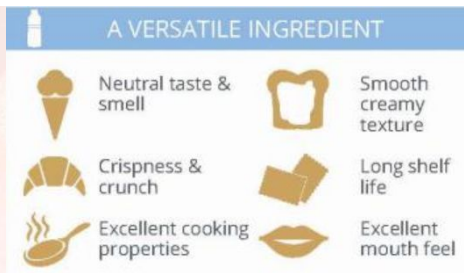 A VERSATILE INGREDIENT
Neutral taste &
smell
Smooth
creamy
texture
Crispness &
crunch
Long shelf
life
Excellent cooking
properties
Excellent
mouth feel